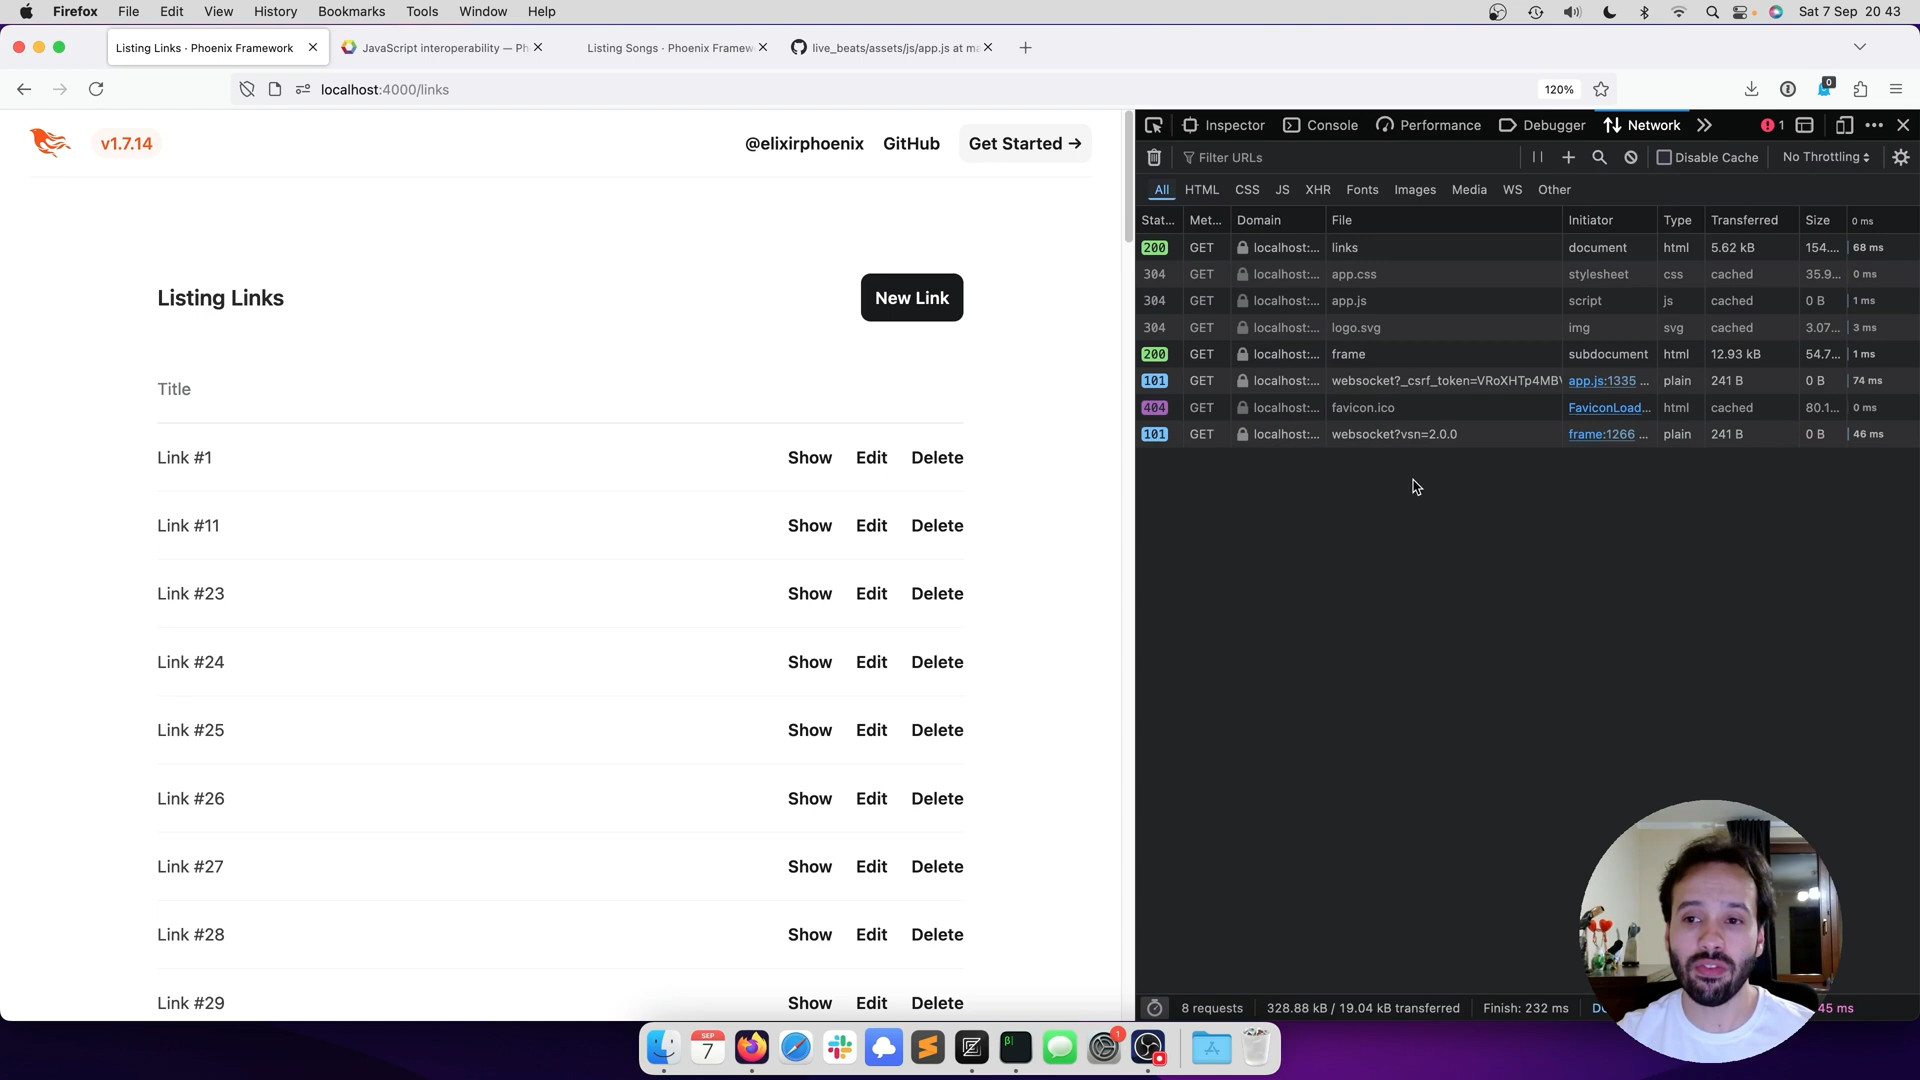 Firefox File Edit View History Bookmarks Tools Window Help Sat 7 Sep 20 43
Listing Links · Phoenix Framework JavaScript interoperability — Ph Listing Songs · Phoenix Framew live_beats/assets/js/app.js at ma
localhost:4000/links 120% 0
v1.7.14 @elixirphoenix GitHub Get Started →
Listing Links New Link
Title
Link #1 Show Edit Delete
Link #11 Show Edit Delete
Link #23 Show Edit Delete
Link #24 Show Edit Delete
Link #25 Show Edit Delete
Link #26 Show Edit Delete
Link #27 Show Edit Delete
Link #28 Show Edit Delete
Link #29 Show Edit Delete
Inspector Console Performance Debugger Network 1
Filter URLs Disable Cache No Throttling
All HTML CSS JS XHR Fonts Images Media WS Other
Stat... Met... Domain File Initiator Type Transferred Size 0 ms
200 GET localhost:... links document html 5.62 kB 154.... 68 ms
304 GET localhost:... app.css stylesheet css cached 35.9... 0 ms
304 GET localhost:... app.js script js cached 0 B 1 ms
304 GET localhost:... logo.svg img svg cached 3.07... 3 ms
200 GET localhost:... frame subdocument html 12.93 kB 54.7... 1 ms
101 GET localhost:... websocket?_csrf_token=VRoXHTp4MBV app.js:1335 ... plain 241 B 0 B 74 ms
404 GET localhost:... favicon.ico FaviconLoad... html cached 80.1... 0 ms
101 GET localhost:... websocket?vsn=2.0.0 frame:1266 ... plain 241 B 0 B 46 ms
8 requests 328.88 kB / 19.04 kB transferred Finish: 232 ms 45 ms
SEP
7
1